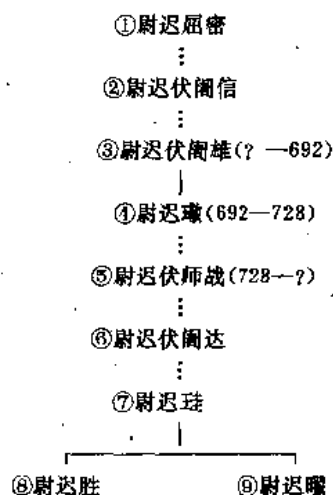 ①尉迟屈密
②尉迟伏阇信
③尉迟伏阇雄(? —692)
④尉迟璥(692—728)
⑤尉迟伏师战(728—?)
⑥尉迟伏阇达
⑦尉迟珪
⑧尉迟胜 ⑨尉迟曜